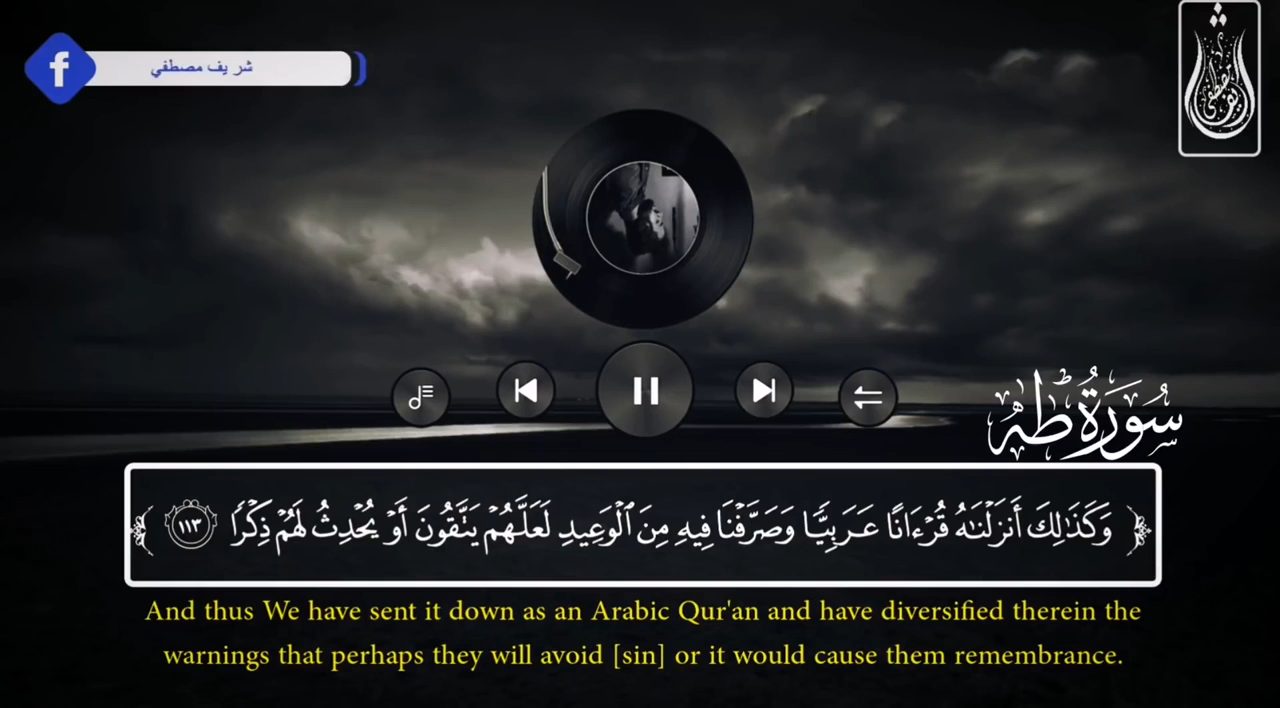 f
شريف مصطفي
سُورَةُ طه
وَكَذَٰلِكَ أَنزَلْنَٰهُ قُرْءَانًا عَرَبِيًّا وَصَرَّفْنَا فِيهِ مِنَ ٱلْوَعِيدِ لَعَلَّهُمْ يَتَّقُونَ أَوْ يُحْدِثُ لَهُمْ ذِكْرًا ١١٣
And thus We have sent it down as an Arabic Qur'an and have diversified therein the
warnings that perhaps they will avoid [sin] or it would cause them remembrance.